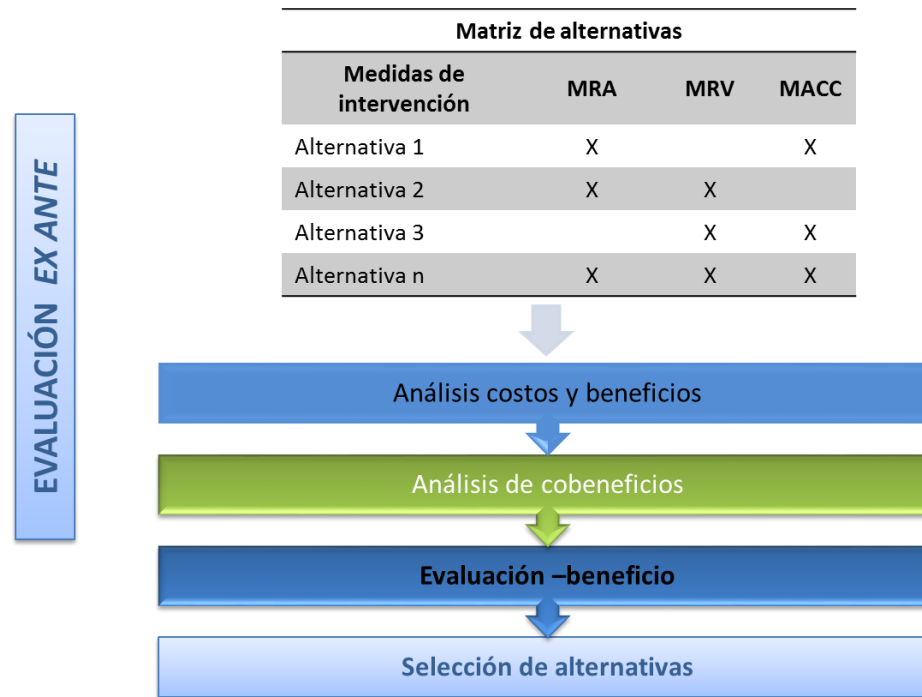 EVALUACIÓN EX ANTE
Matriz de alternativas
Medidas de intervención MRA MRV MACC
Alternativa 1 X X
Alternativa 2 X X
Alternativa 3 X X
Alternativa n X X X
Análisis costos y beneficios
Análisis de cobeneficios
Evaluación –beneficio
Selección de alternativas